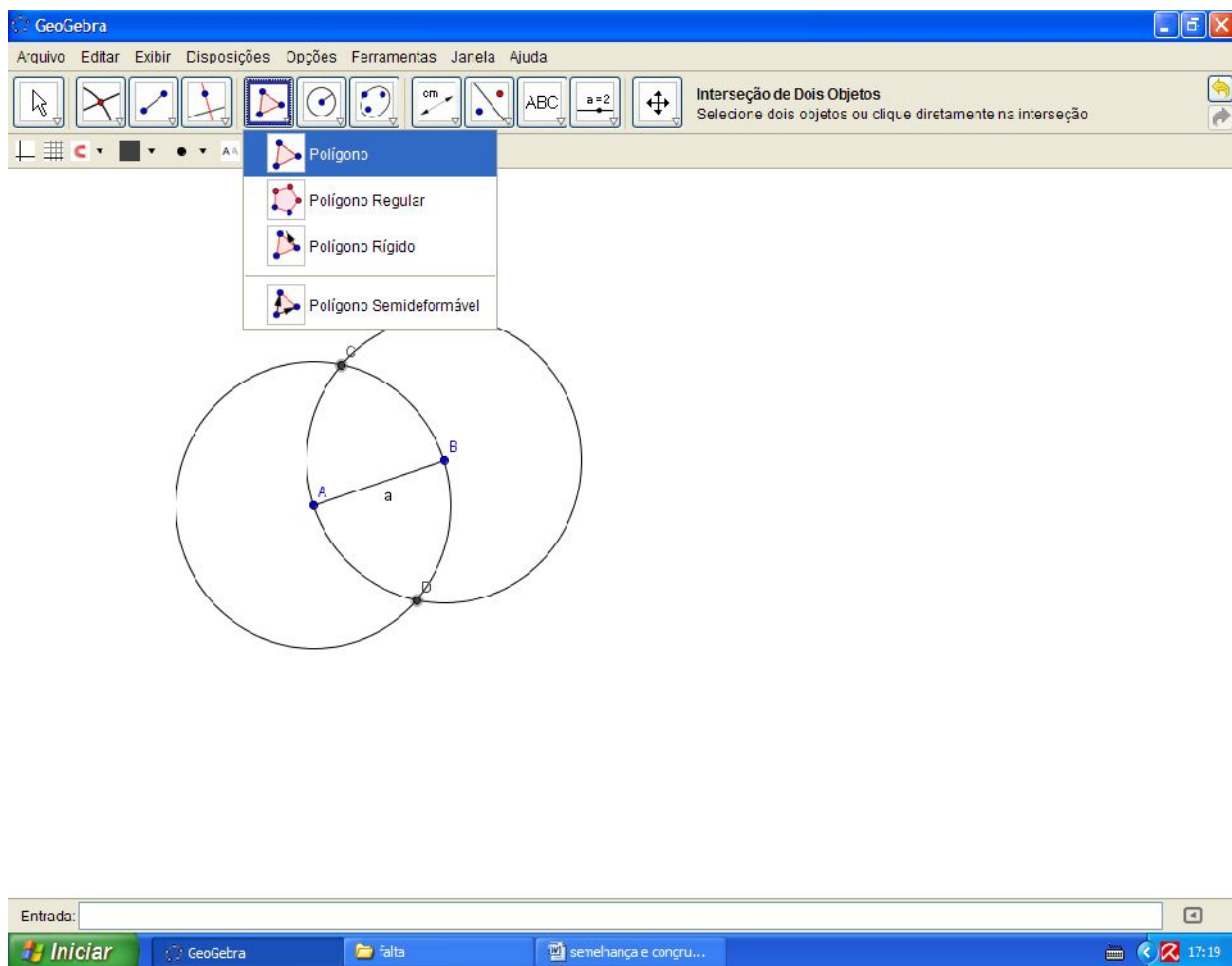 GeoGebra
Arquivo Editar Exibir Disposições Opções Ferramentas Janela Ajuda
cm ABC a=2
Interseção de Dois Objetos
Selecione dois objetos ou clique diretamente na interseção
AA
Polígono
Polígono Regular
Polígono Rígido
Polígono Semideformável
C
B
A
a
D
Entrada:
Iniciar GeoGebra falta semelhança e congru... 17:19